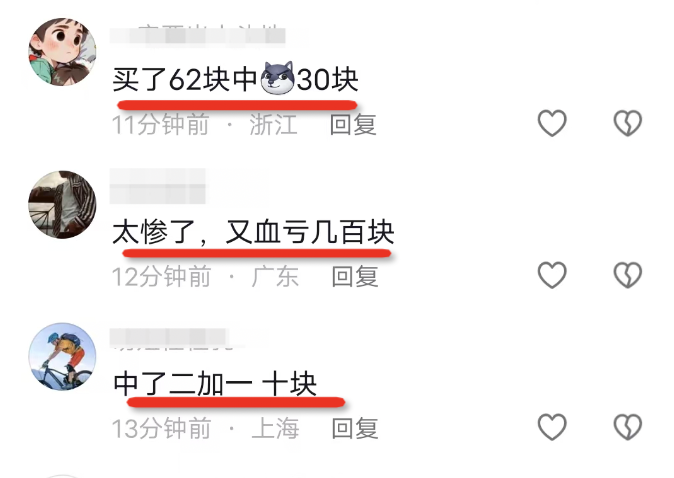 买了62块中30块
11分钟前 · 浙江 回复
太惨了，又血亏几百块
12分钟前 · 广东 回复
中了二加一 十块
13分钟前 · 上海 回复